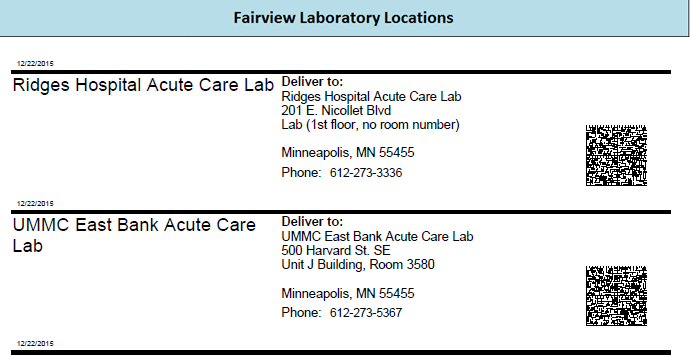 Fairview Laboratory Locations
12/22/2015
Ridges Hospital Acute Care Lab
Deliver to:
Ridges Hospital Acute Care Lab
201 E. Nicollet Blvd
Lab (1st floor, no room number)
Minneapolis, MN 55455
Phone: 612-273-3336
12/22/2015
UMMC East Bank Acute Care
Lab
Deliver to:
UMMC East Bank Acute Care Lab
500 Harvard St. SE
Unit J Building, Room 3580
Minneapolis, MN 55455
Phone: 612-273-5367
12/22/2015